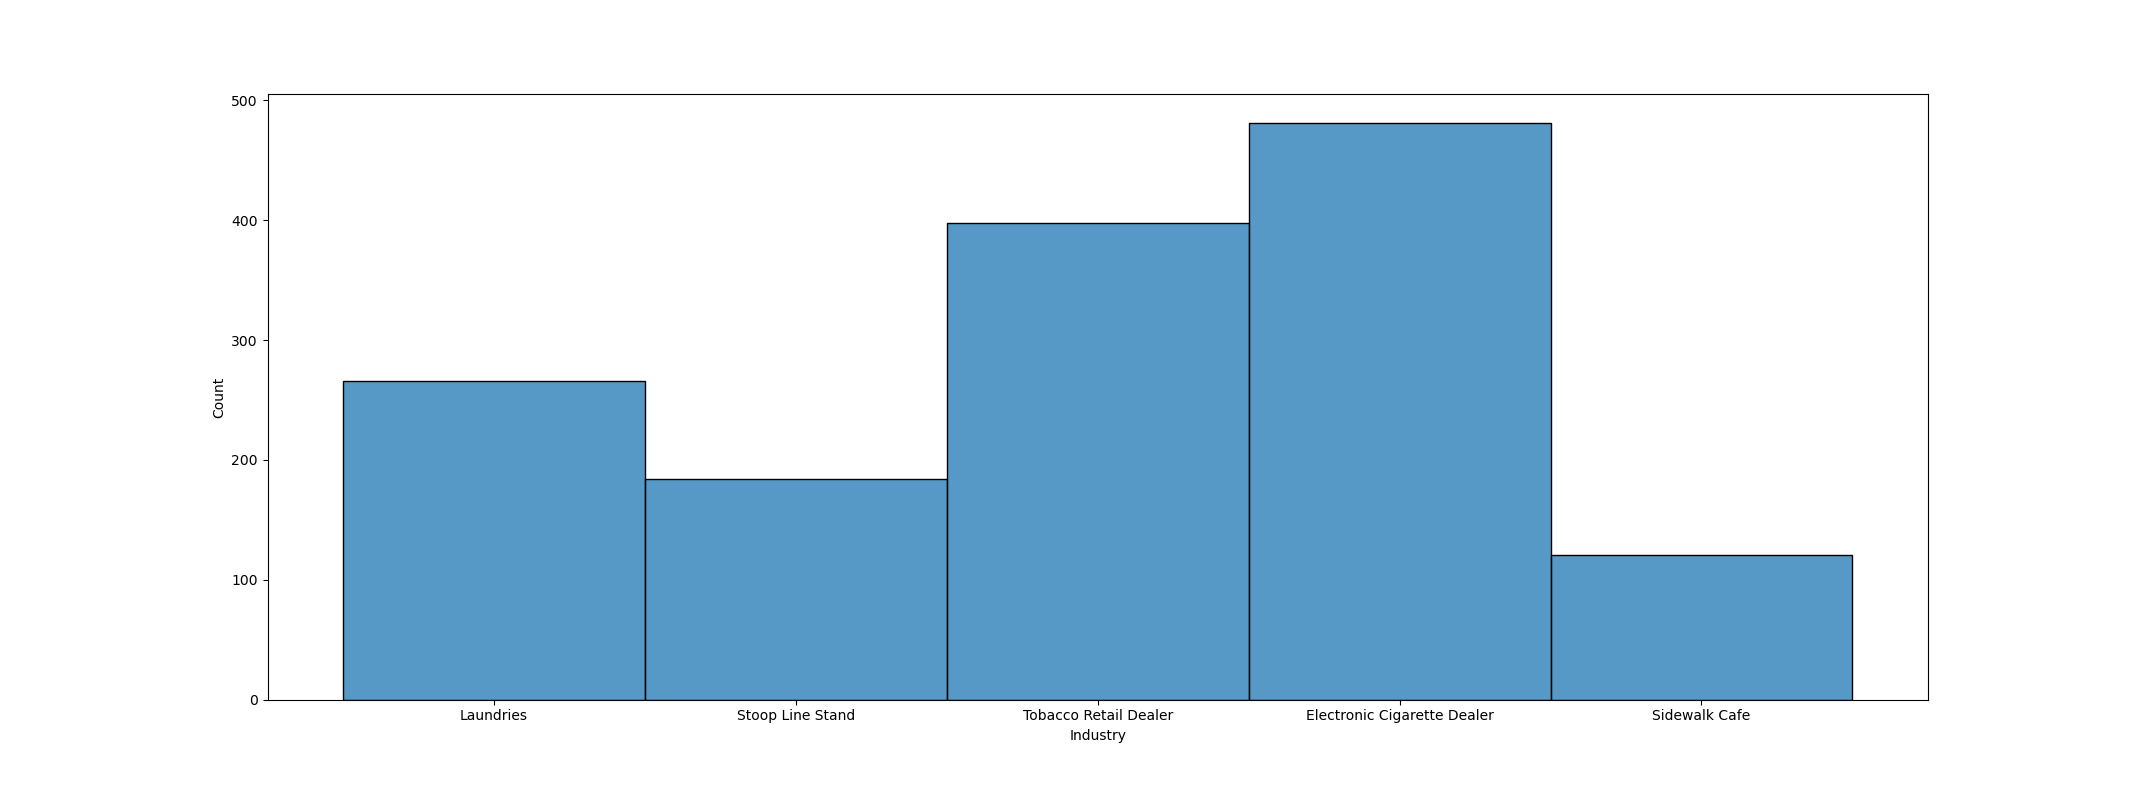 500
400
300
200
100
0
Count
Laundries
Stoop Line Stand
Tobacco Retail Dealer
Electronic Cigarette Dealer
Sidewalk Cafe
Industry